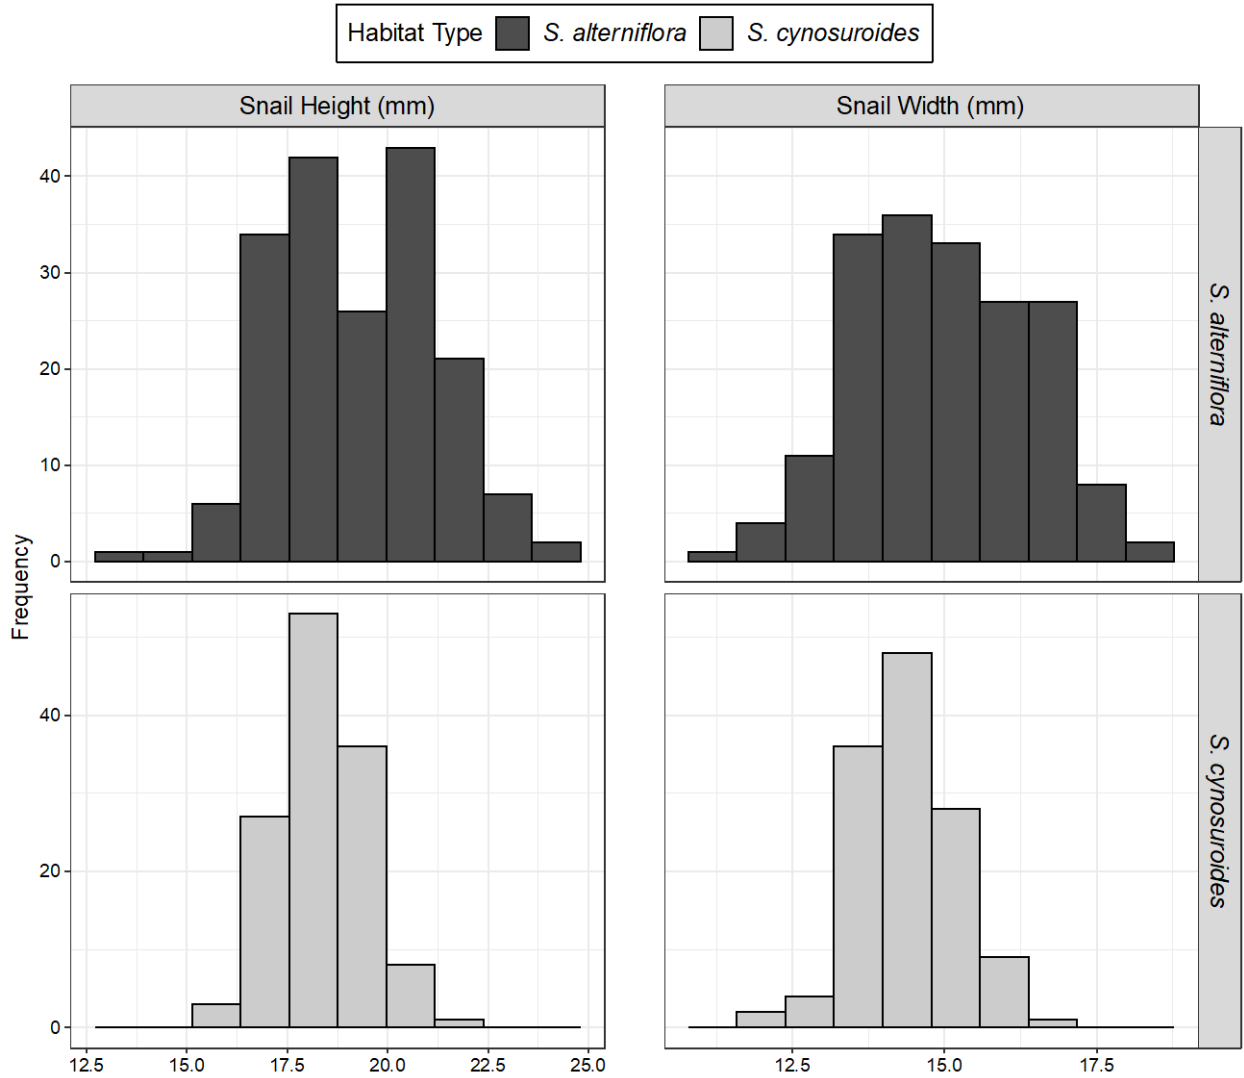 Habitat Type S. alterniflora S. cynosuroides
Snail Height (mm) Snail Width (mm)
40
30
20
10
0
S. alterniflora
Frequency
40
20
0
S. cynosuroides
12.5 15.0 17.5 20.0 22.5 25.0 12.5 15.0 17.5